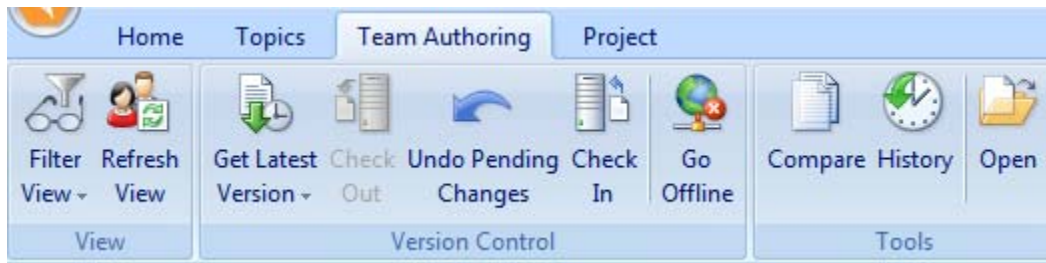 Home Topics Team Authoring Project
Filter View
Refresh View
Get Latest Version
Check Out
Undo Pending Changes
Check In
Go Offline
Compare
History
Open
View
Version Control
Tools